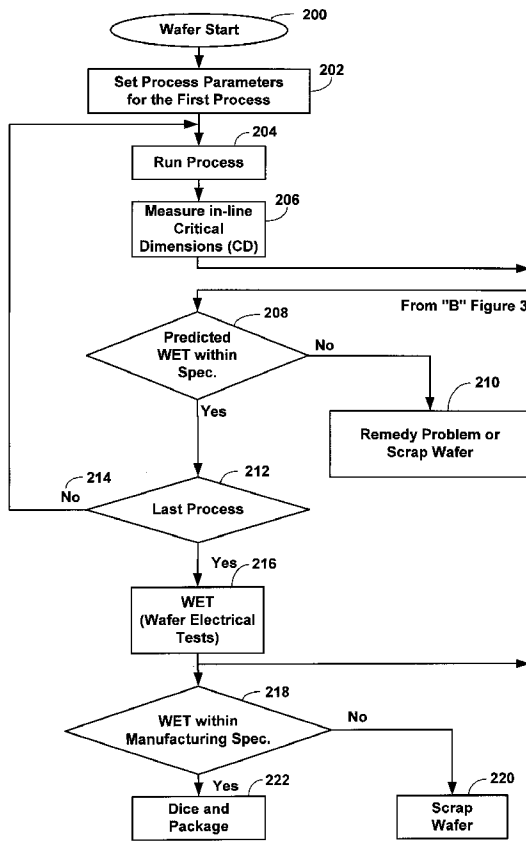 Wafer Start
200
Set Process Parameters
for the First Process
202
204
Run Process
206
Measure in-line
Critical
Dimensions (CD)
From "B" Figure 3
208
Predicted
WET within
Spec.
No
Yes
210
Remedy Problem or
Scrap Wafer
214
No
212
Last Process
Yes
216
WET
(Wafer Electrical
Tests)
218
WET within
Manufacturing Spec.
No
Yes
222
Dice and
Package
220
Scrap
Wafer